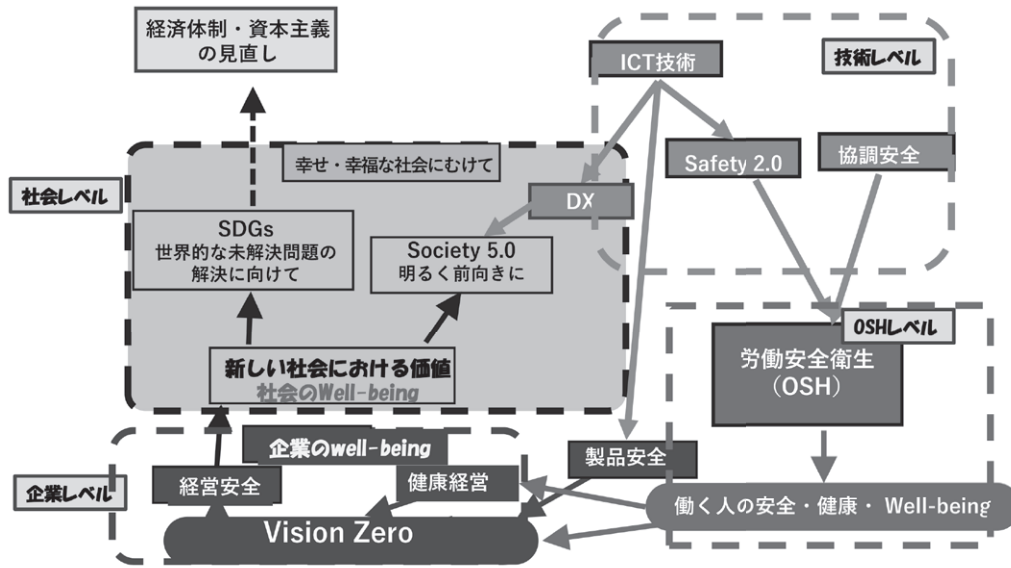 経済体制・資本主義
の見直し
ICT技術
技術レベル
幸せ・幸福な社会にむけて
Safety 2.0
協調安全
社会レベル
DX
SDGs
世界的な未解決問題の
解決に向けて
Society 5.0
明るく前向きに
OSHレベル
労働安全衛生
（OSH）
新しい社会における価値
社会のWell-being
企業のwell-being
製品安全
企業レベル
経営安全
健康経営
働く人の安全・健康・ Well-being
Vision Zero